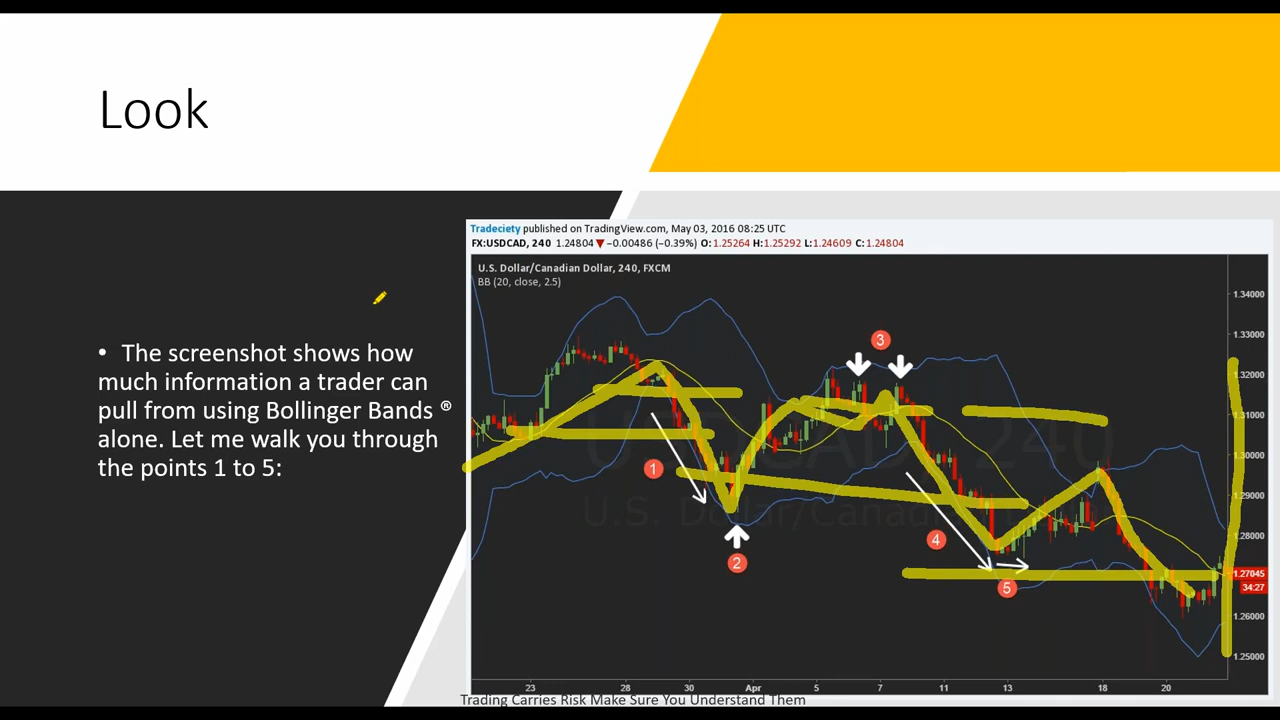 Look
• The screenshot shows how
much information a trader can
pull from using Bollinger Bands ®
alone. Let me walk you through
the points 1 to 5:
Tradeciety published on TradingView.com, May 03, 2016 08:25 UTC
FX:USDCAD, 240 1.24804 ▼ −0.00486 (−0.39%) O: 1.25264 H: 1.25292 L: 1.24609 C: 1.24804
U.S. Dollar/Canadian Dollar, 240, FXCM
BB (20, close, 2.5)
1.34000
1.33000
3
1.32000
1.31000
USDCAD, 240
1.30000
1
1.29000
U.S. Dollar/Canadian Dollar
1.28000
4
2
1.27045
34:27
5
1.26000
1.25000
23 28 30 Apr 5 7 11 13 18 20
Trading Carries Risk Make Sure You Understand Them